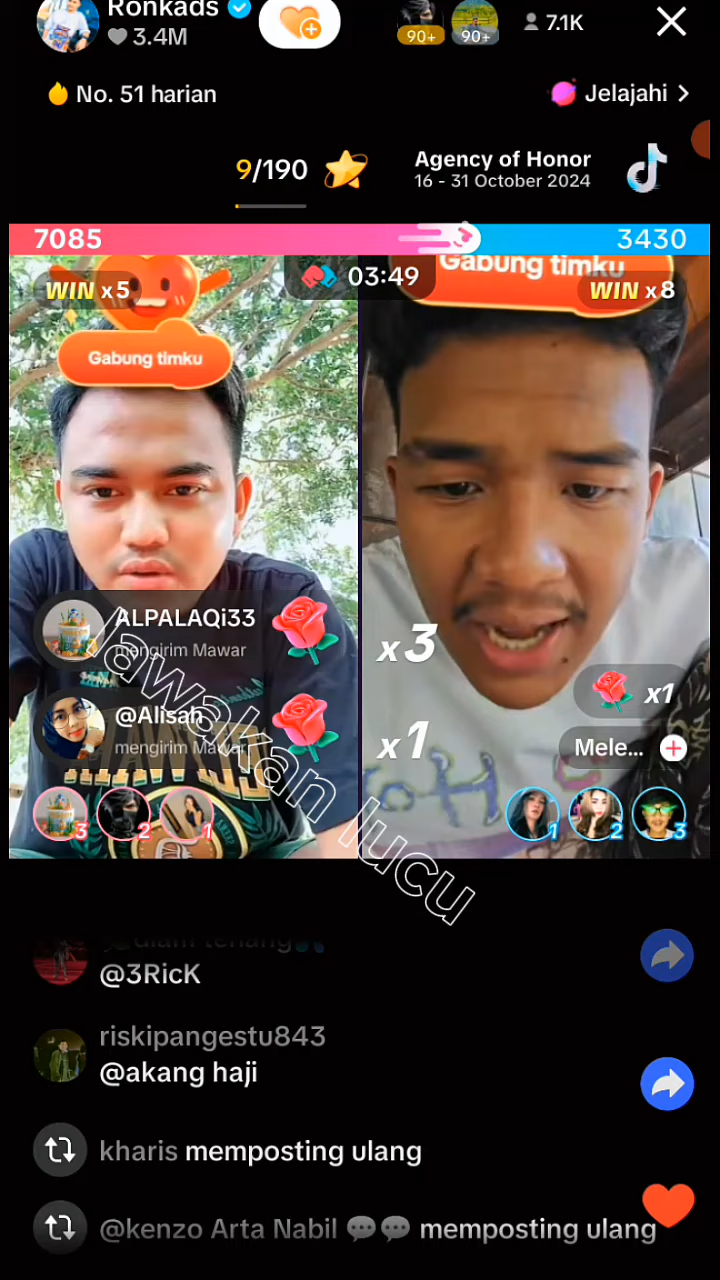 Ronkads
3.4M
90+
90+
7.1K
No. 51 harian
Jelajahi
9/190
Agency of Honor
16 - 31 October 2024
7085
3430
WIN x5
03:49
WIN x8
Gabung timku
Gabung timku
ALPALAQi33
mengirim Mawar
x3
x1
@Alisah
mengirim Mawar
x1
Mele...
lawakan lucu
3
2
1
1
2
3
@3RicK
riskipangestu843
@akang haji
kharis memposting ulang
@kenzo Arta Nabil memposting ulang